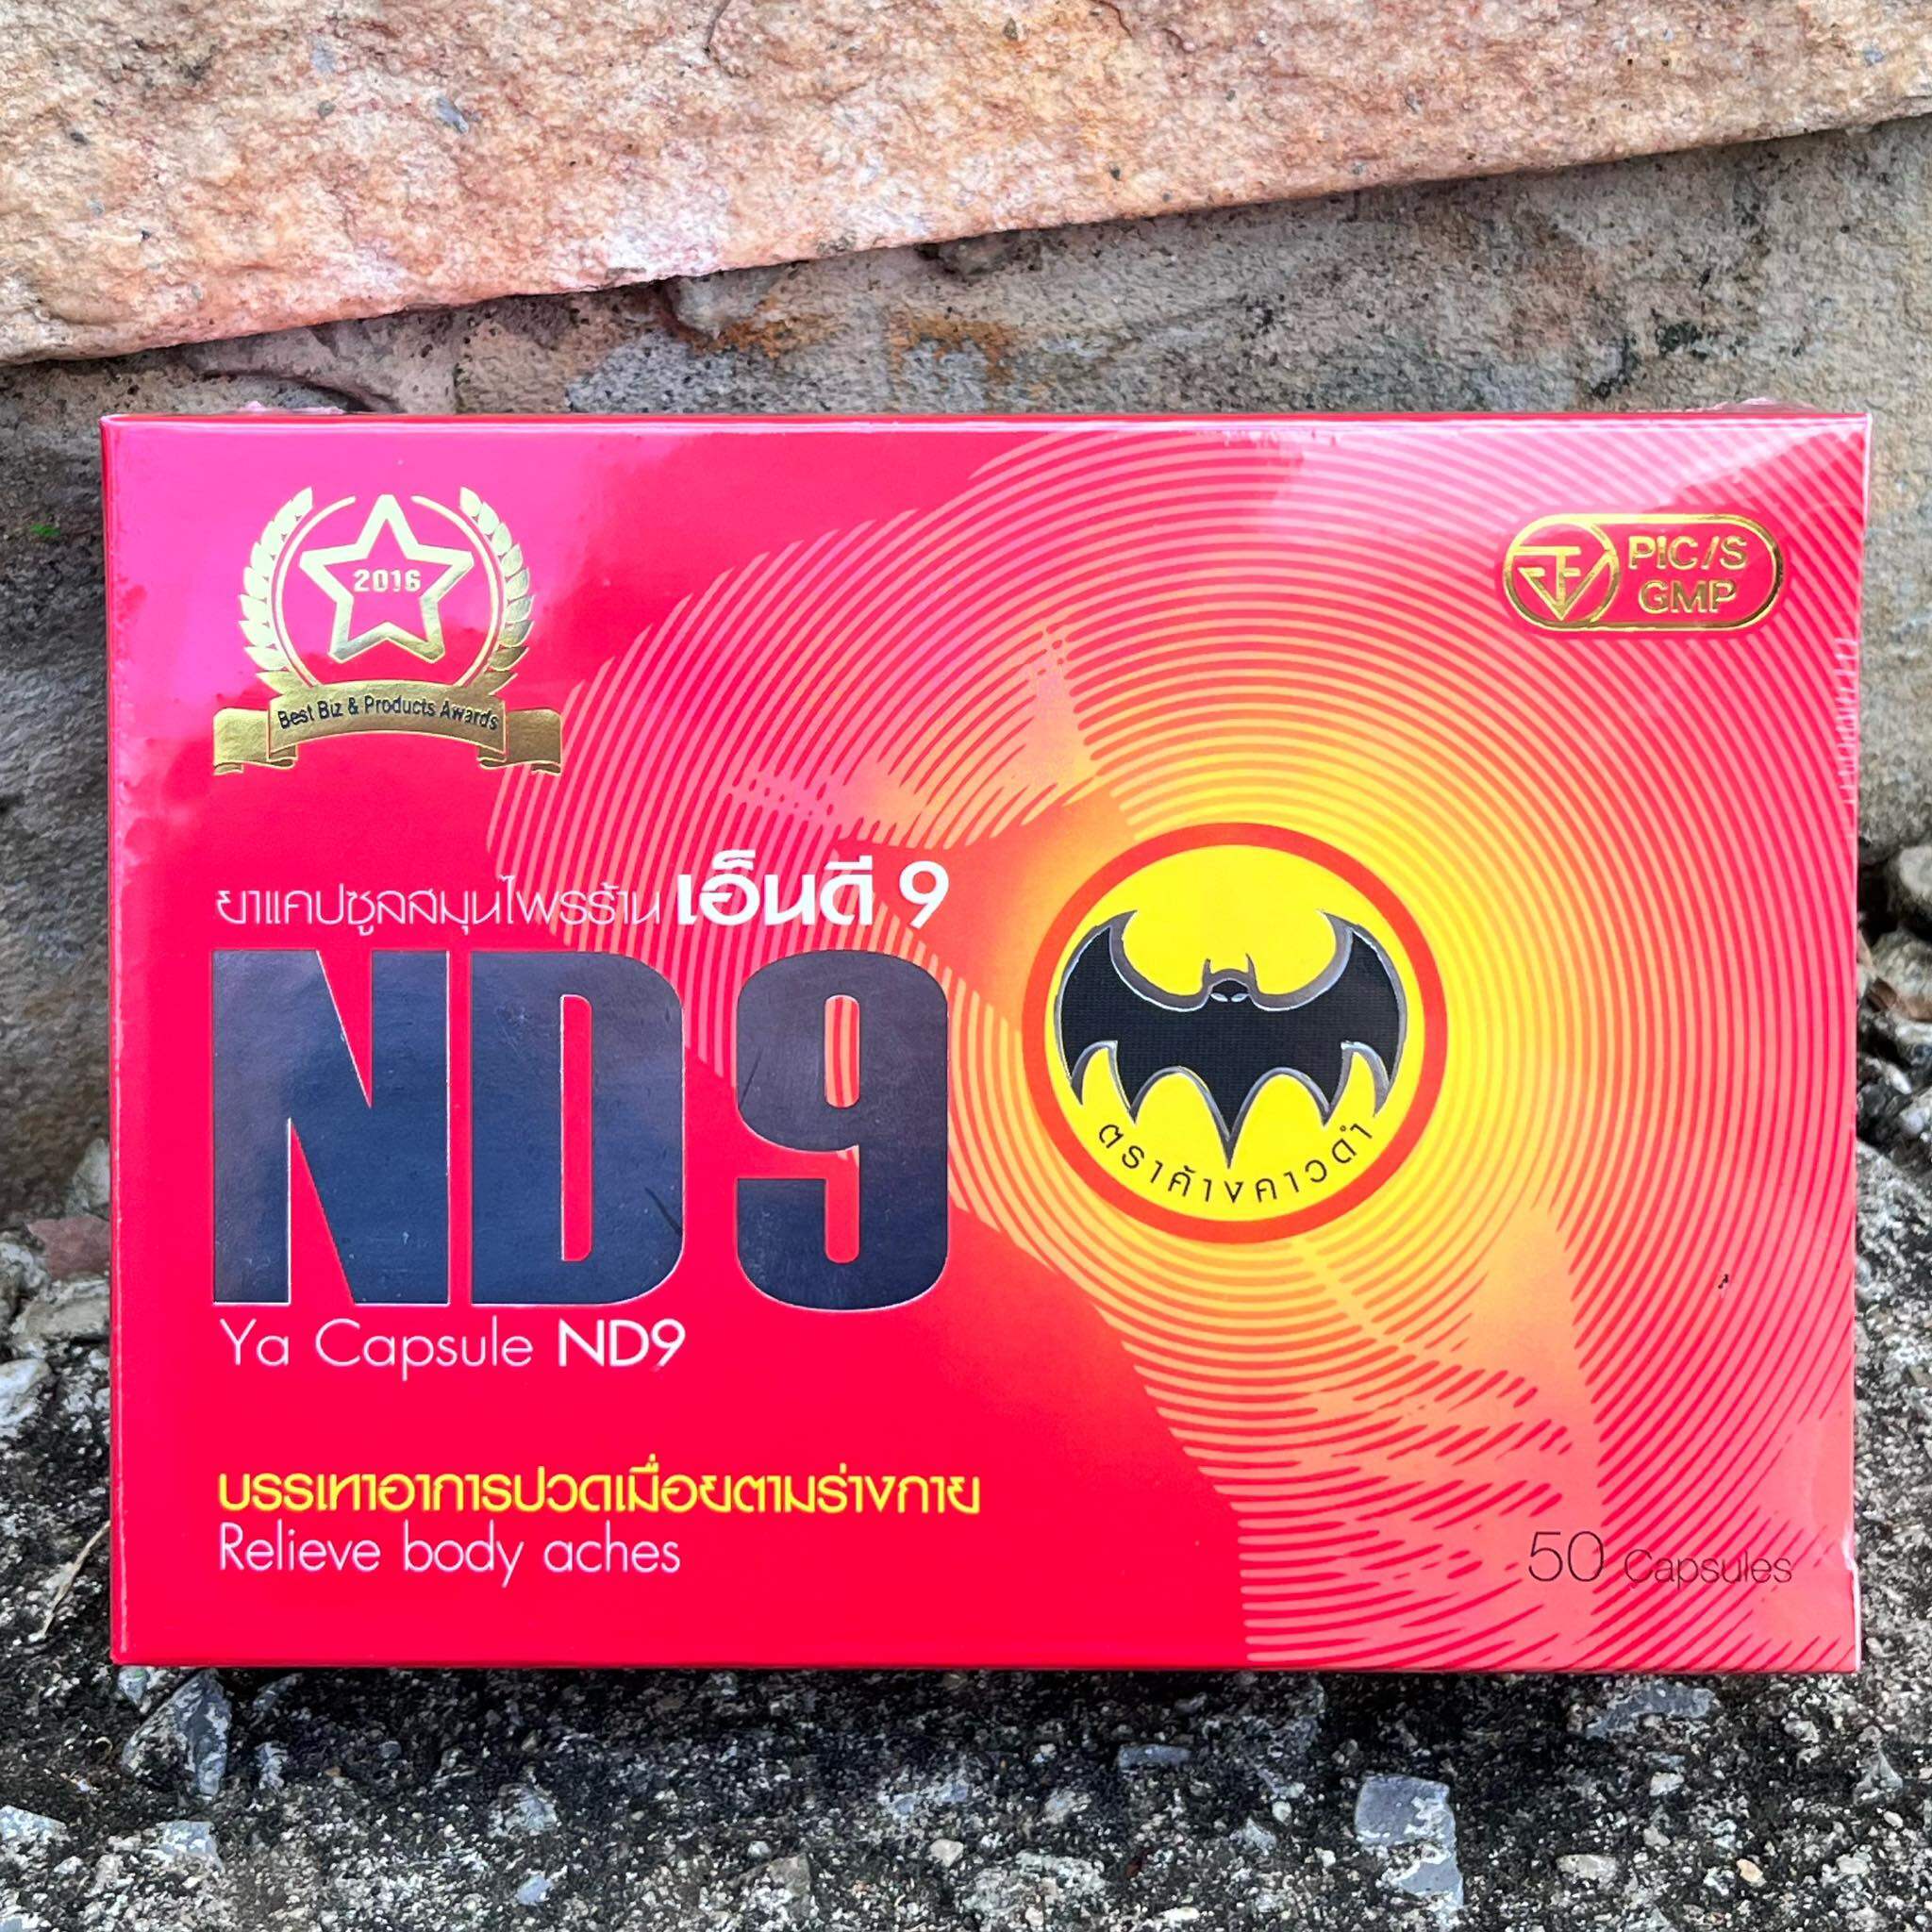 2016
Best Biz & Products Awards
PIC/S
GMP
ยาแคปซูลสมุนไพรร้าน เอ็นดี 9
ND9
Ya Capsule ND9
ตราค้างคาวดำ
บรรเทาอาการปวดเมื่อยตามร่างกาย
Relieve body aches
50 Capsules